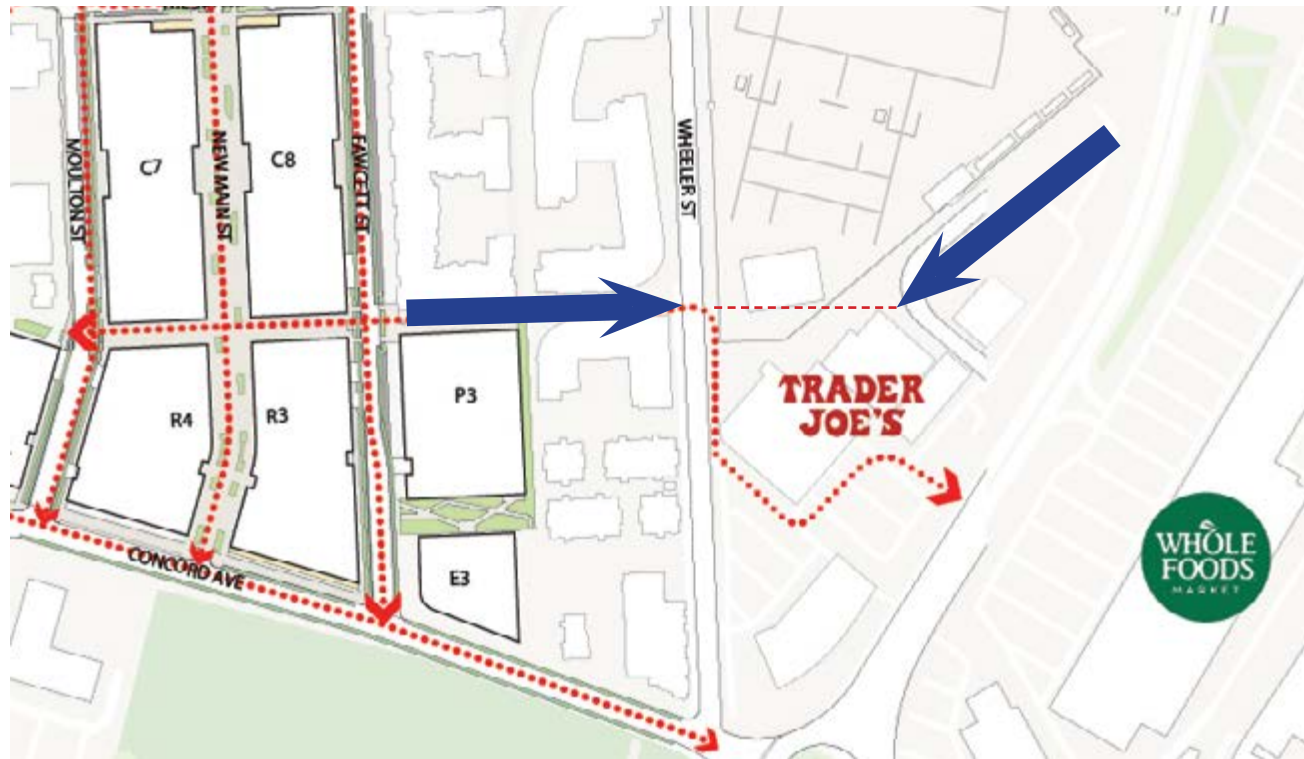 C7
C8
MOULTON ST
NEW MAIN ST
FAWCETT ST
WHEELER ST
R4
R3
P3
E3
CONCORD AVE
TRADER
JOE'S
WHOLE
FOODS
MARKET